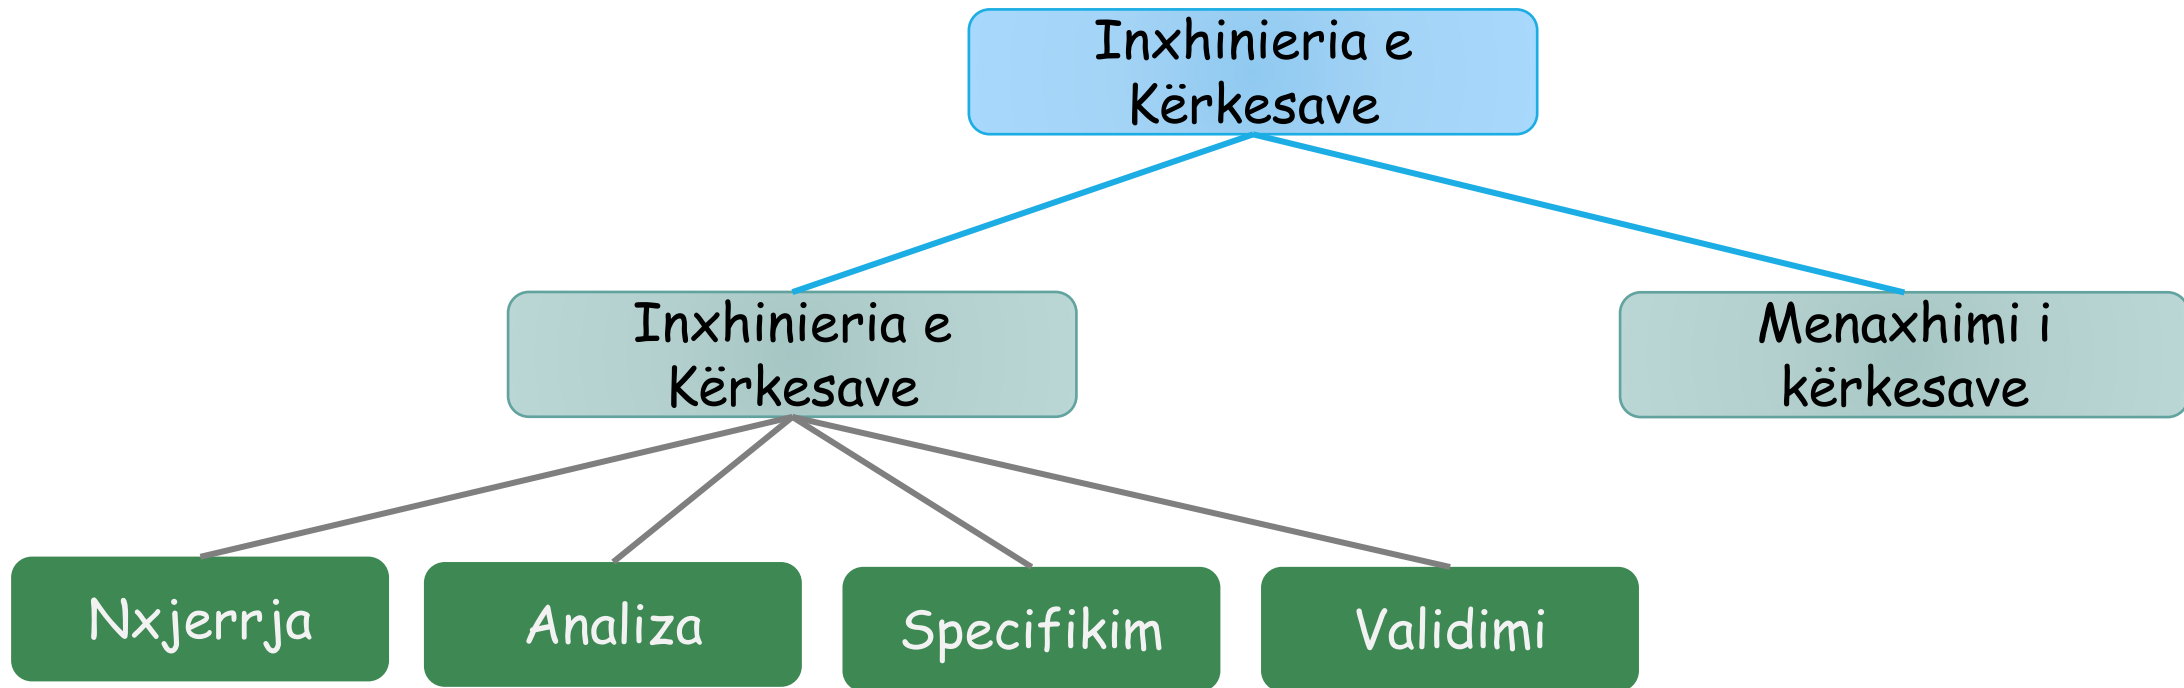 Inxhinieria e
Kërkesave
Inxhinieria e
Kërkesave
Menaxhimi i
kërkesave
Nxjerrja
Analiza
Specifikim
Validimi